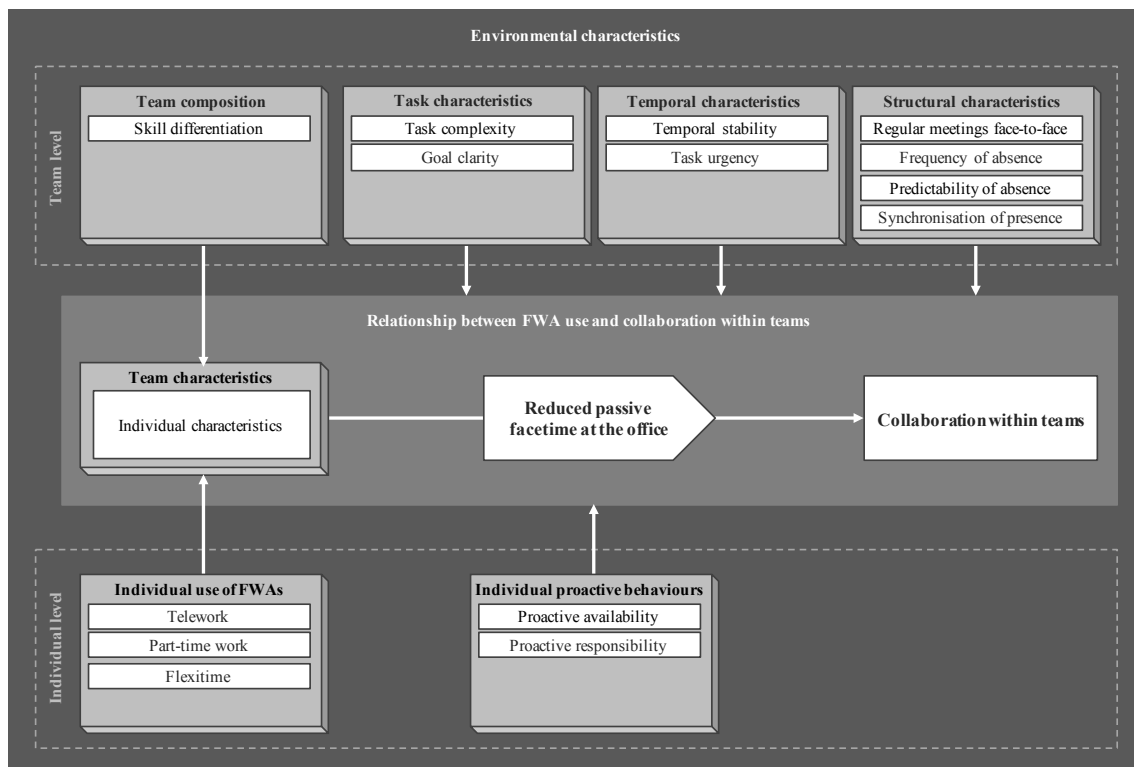 Environmental characteristics
Team level
Team composition
Skill differentiation
Task characteristics
Task complexity
Goal clarity
Temporal characteristics
Temporal stability
Task urgency
Structural characteristics
Regular meetings face-to-face
Frequency of absence
Predictability of absence
Synchronisation of presence
Relationship between FWA use and collaboration within teams
Team characteristics
Individual characteristics
Reduced passive
facetime at the office
Collaboration within teams
Individual level
Individual use of FWAs
Telework
Part-time work
Flexitime
Individual proactive behaviours
Proactive availability
Proactive responsibility